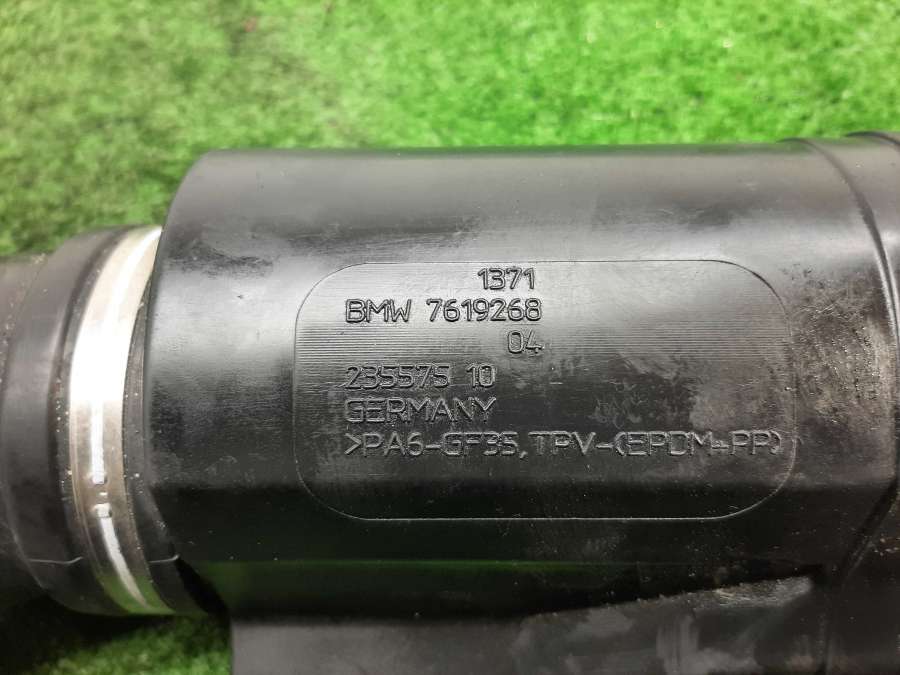 1371
BMW 7619268
04
235575 10
GERMANY
>PA6-GF35,TPV-(EPDM+PP)